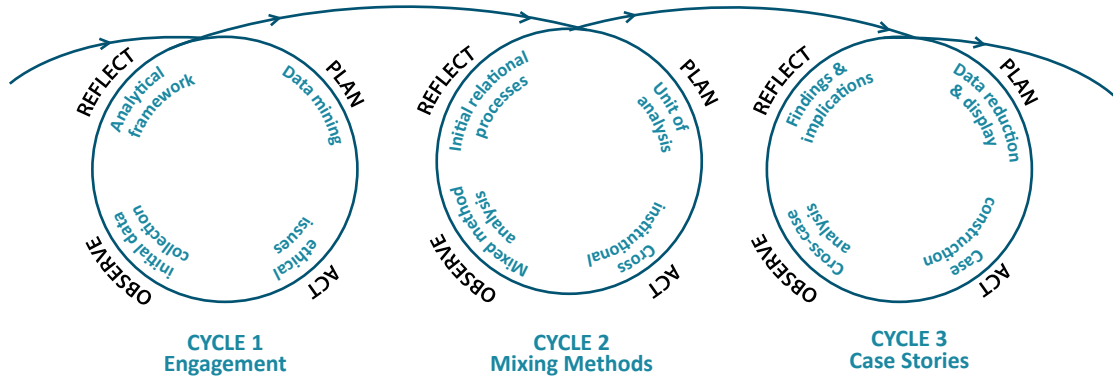 REFLECT
Analytical
framework
PLAN
Data mining
OBSERVE
initial data
collection
ACT
ethical
issues
CYCLE 1
Engagement
REFLECT
Initial relational
processes
PLAN
Unit of
analysis
OBSERVE
Mixed method
analysis
ACT
Cross
institutional
CYCLE 2
Mixing Methods
REFLECT
Findings &
implications
PLAN
Data reduction
& display
OBSERVE
Cross-case
analysis
ACT
Case
construction
CYCLE 3
Case Stories